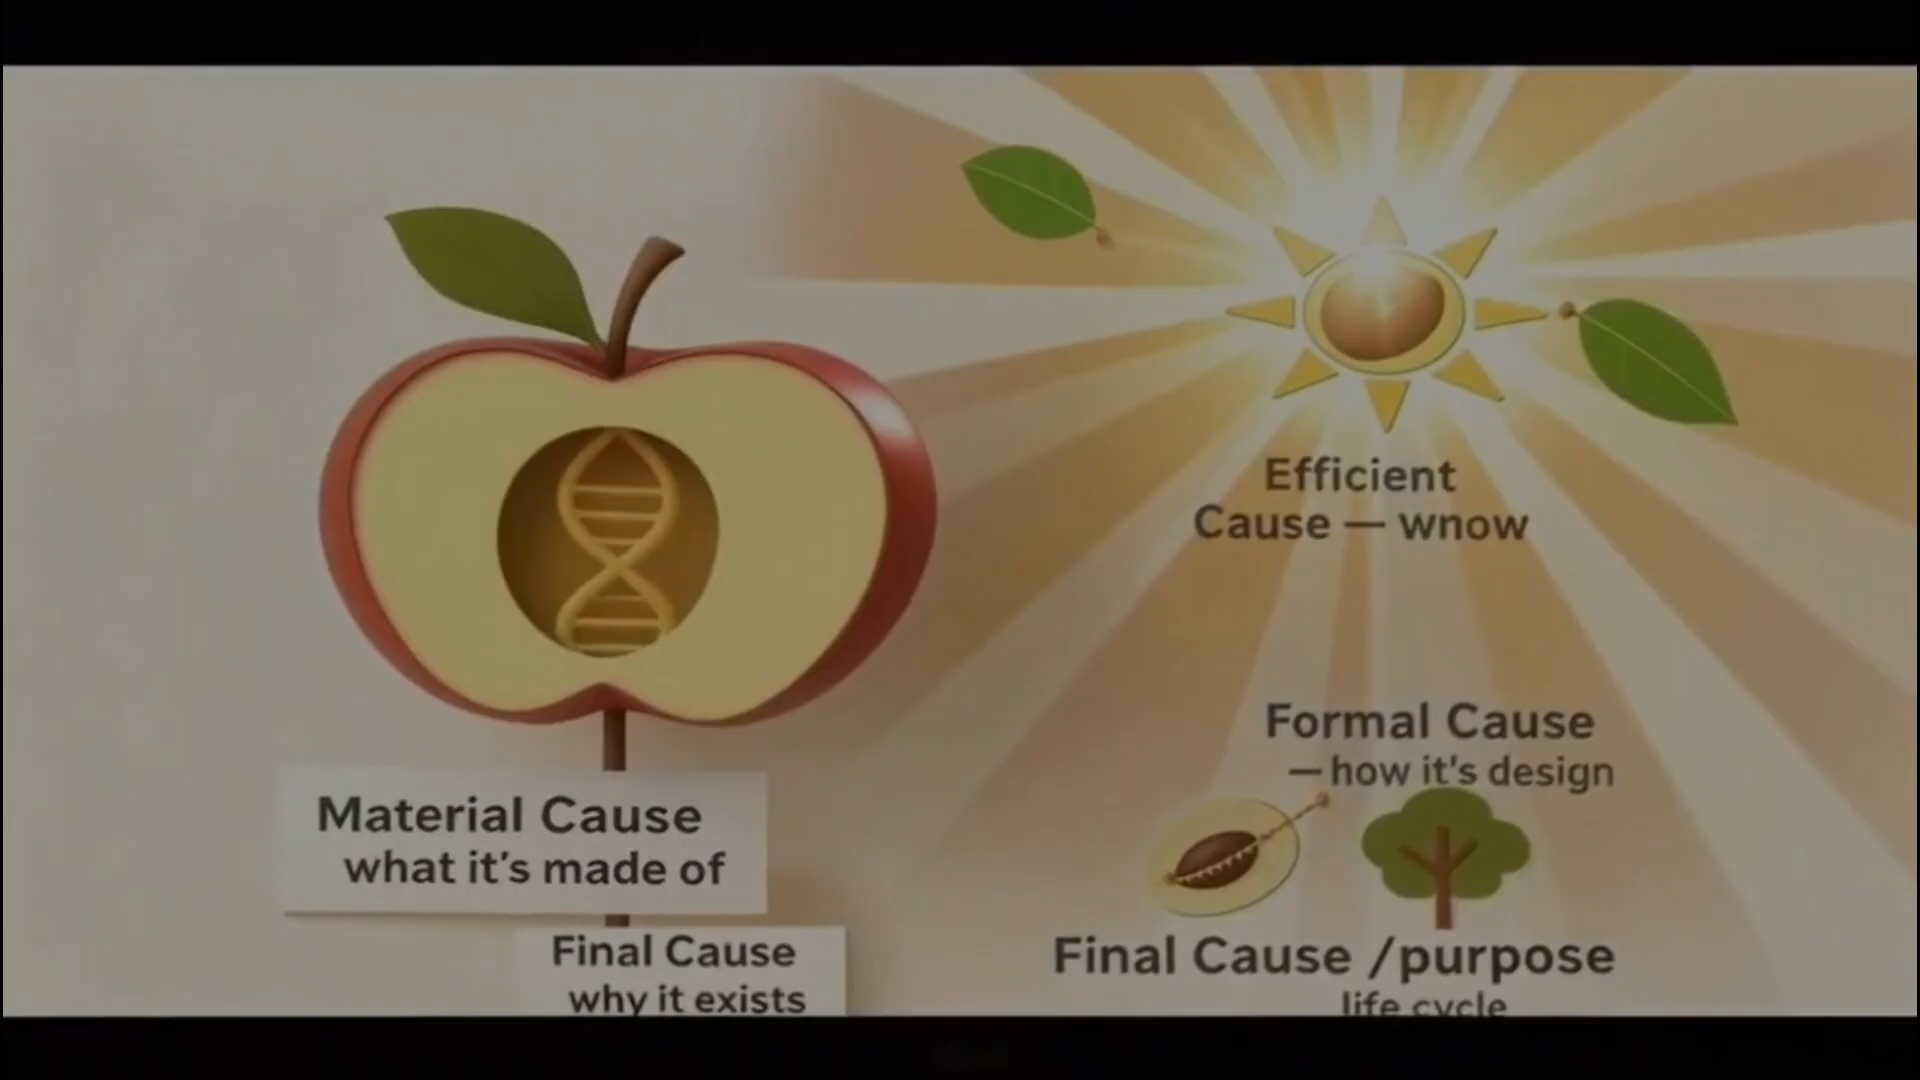 Material Cause
what it's made of
Final Cause
why it exists
Efficient
Cause — wnow
Formal Cause
— how it's design
Final Cause /purpose
life cycle